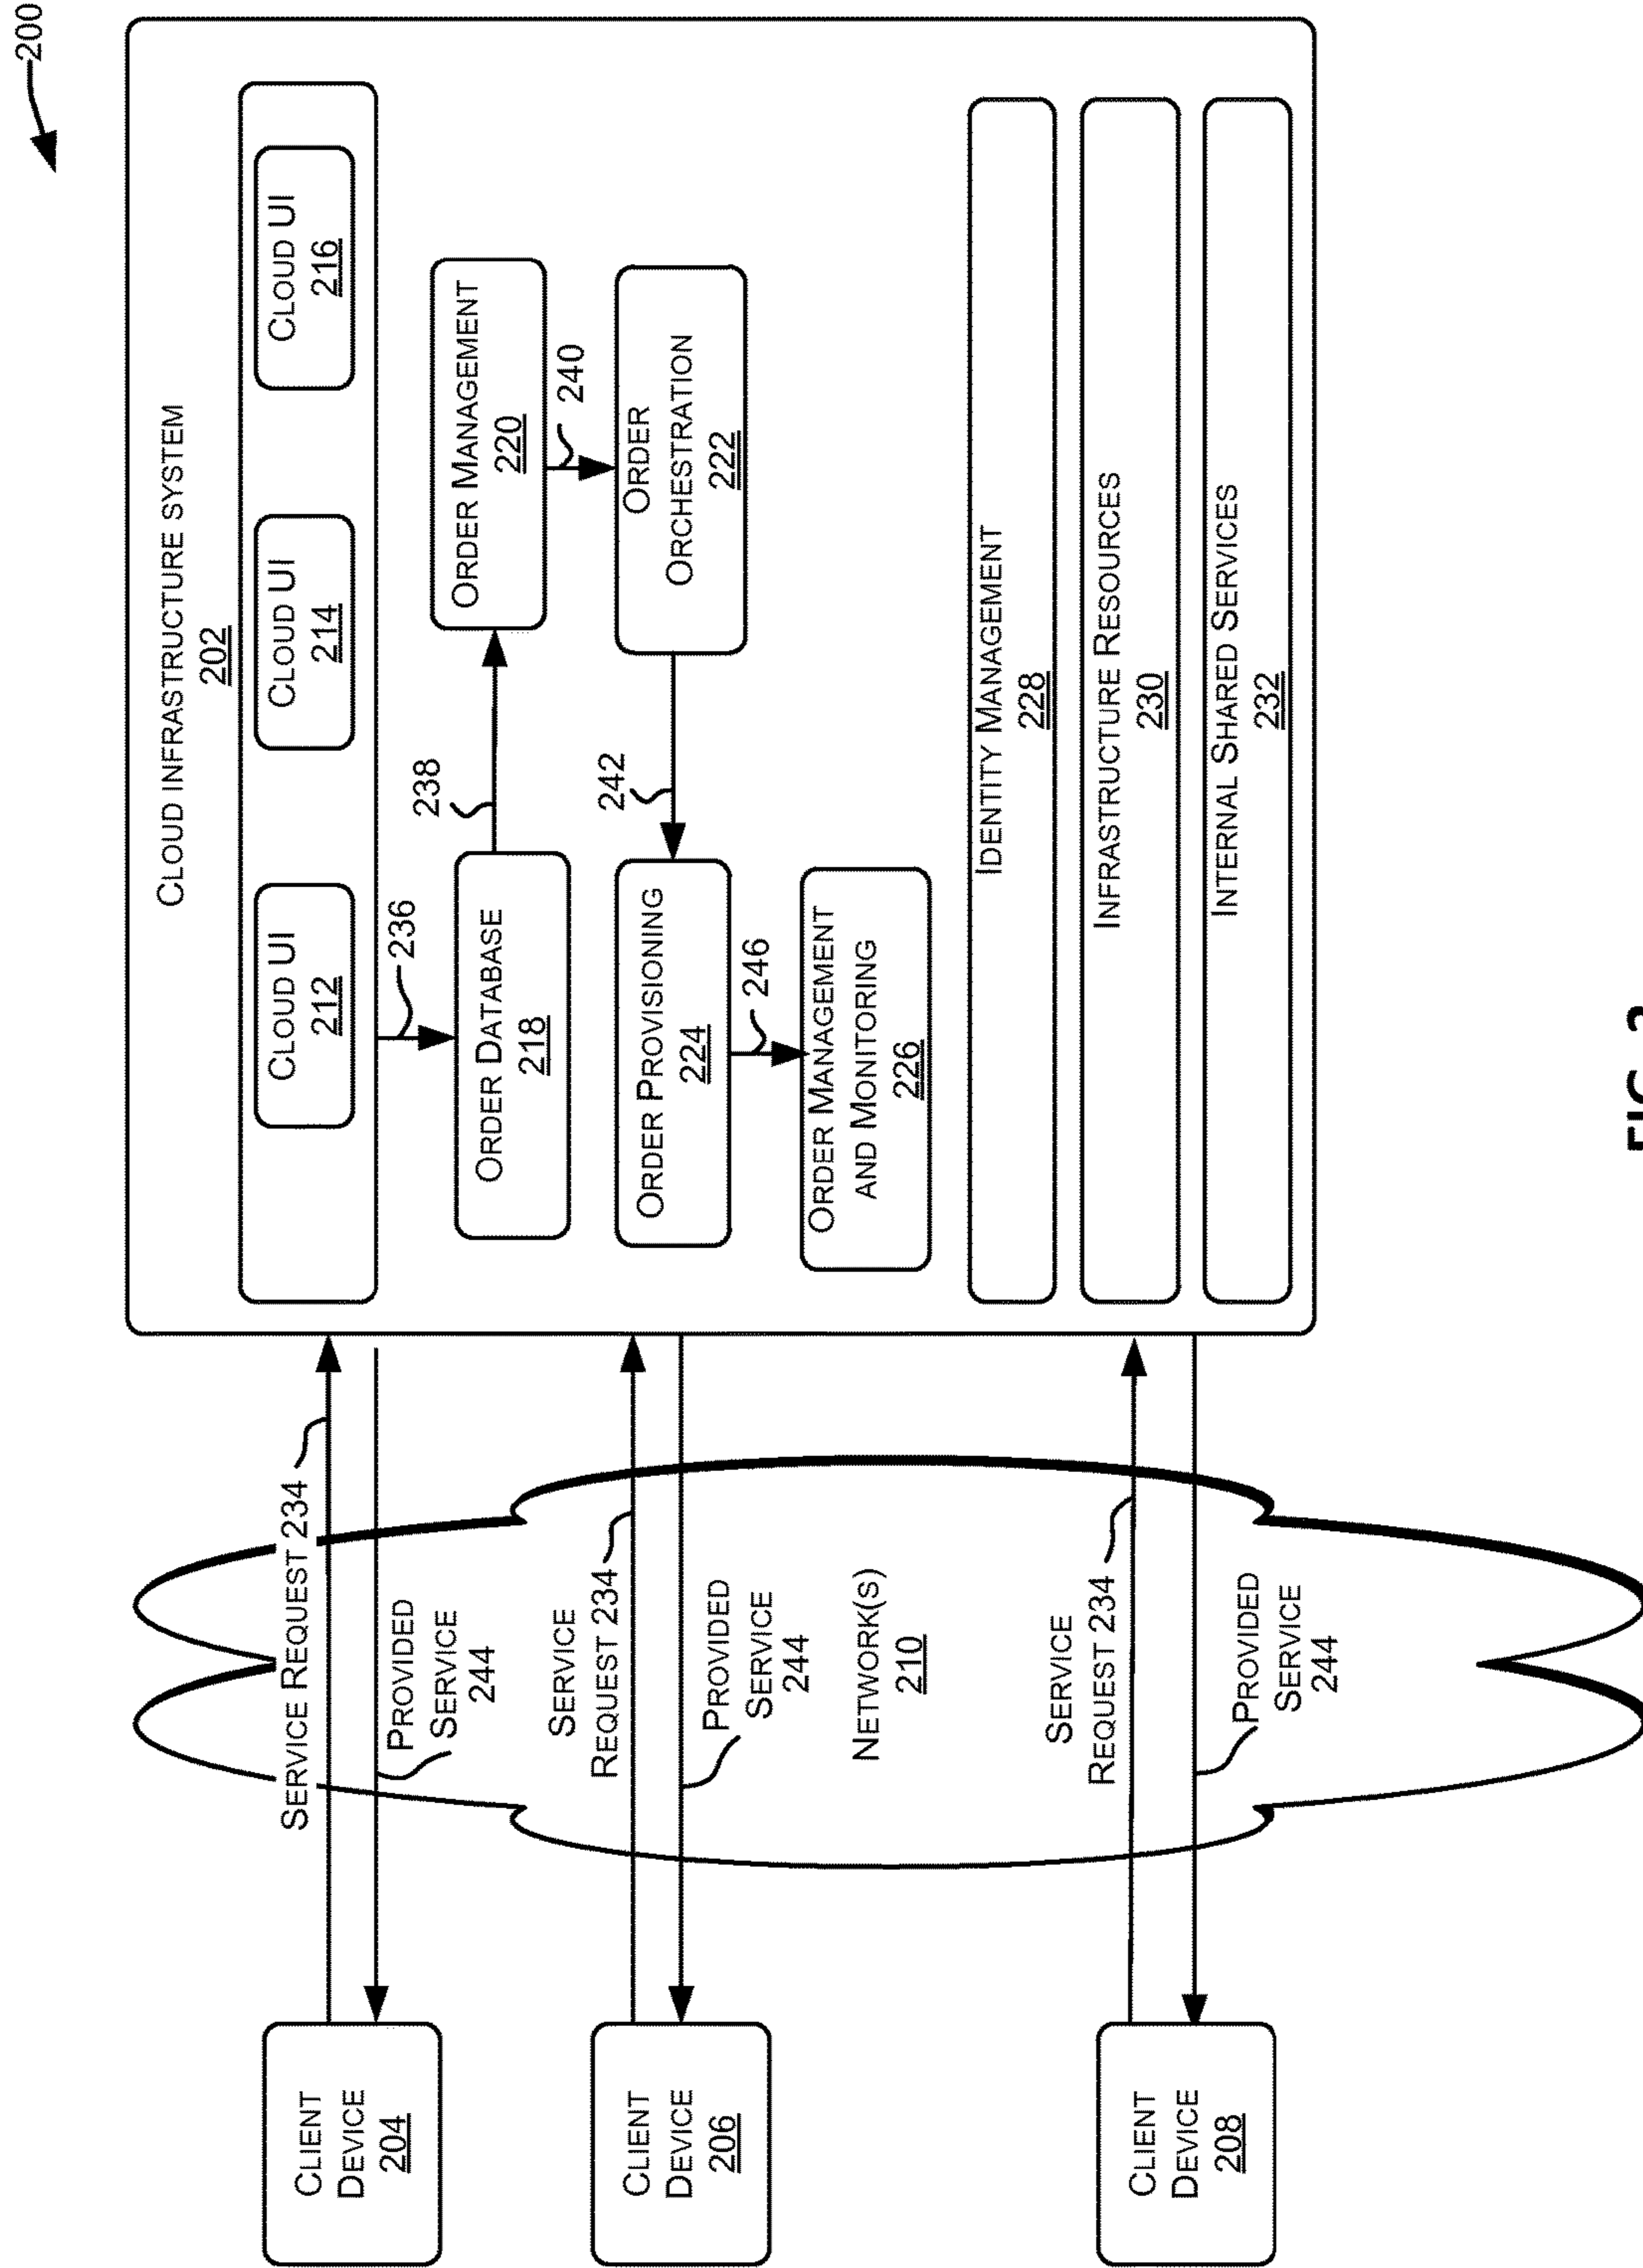 200
CLOUD INFRASTRUCTURE SYSTEM
202
CLOUD UI
212
CLOUD UI
214
CLOUD UI
216
236
238
ORDER DATABASE
218
ORDER MANAGEMENT
220
240
242
ORDER PROVISIONING
224
ORDER
ORCHESTRATION
222
246
ORDER MANAGEMENT
AND MONITORING
226
IDENTITY MANAGEMENT
228
INFRASTRUCTURE RESOURCES
230
INTERNAL SHARED SERVICES
232
SERVICE REQUEST 234
PROVIDED
SERVICE
244
SERVICE
REQUEST 234
PROVIDED
SERVICE
244
NETWORK(S)
210
SERVICE
REQUEST 234
PROVIDED
SERVICE
244
CLIENT
DEVICE
204
CLIENT
DEVICE
206
CLIENT
DEVICE
208